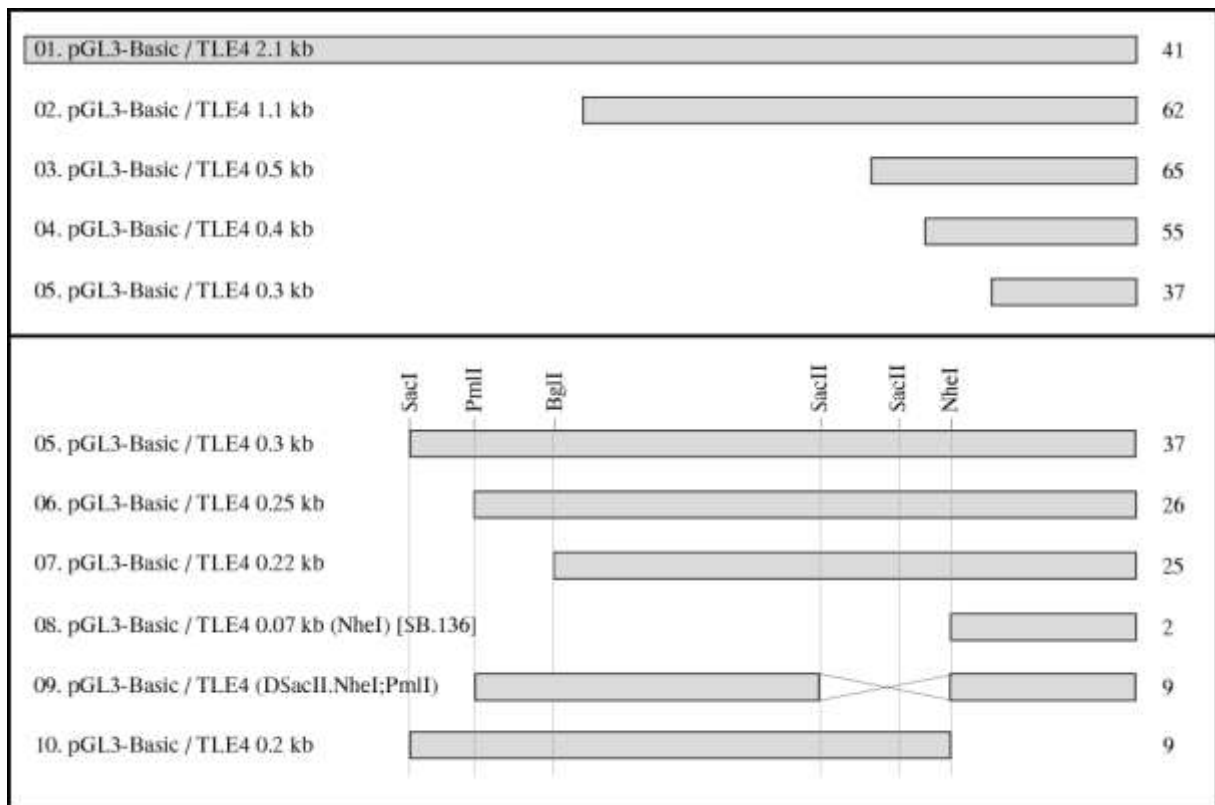 01. pGL3-Basic / TLE4 2.1 kb 41
02. pGL3-Basic / TLE4 1.1 kb 62
03. pGL3-Basic / TLE4 0.5 kb 65
04. pGL3-Basic / TLE4 0.4 kb 55
05. pGL3-Basic / TLE4 0.3 kb 37
SacI PmlI BglI SacII SacII NheI
05. pGL3-Basic / TLE4 0.3 kb 37
06. pGL3-Basic / TLE4 0.25 kb 26
07. pGL3-Basic / TLE4 0.22 kb 25
08. pGL3-Basic / TLE4 0.07 kb (NheI) [SB.136] 2
09. pGL3-Basic / TLE4 (DSacII.NheI;PmlI) 9
10. pGL3-Basic / TLE4 0.2 kb 9